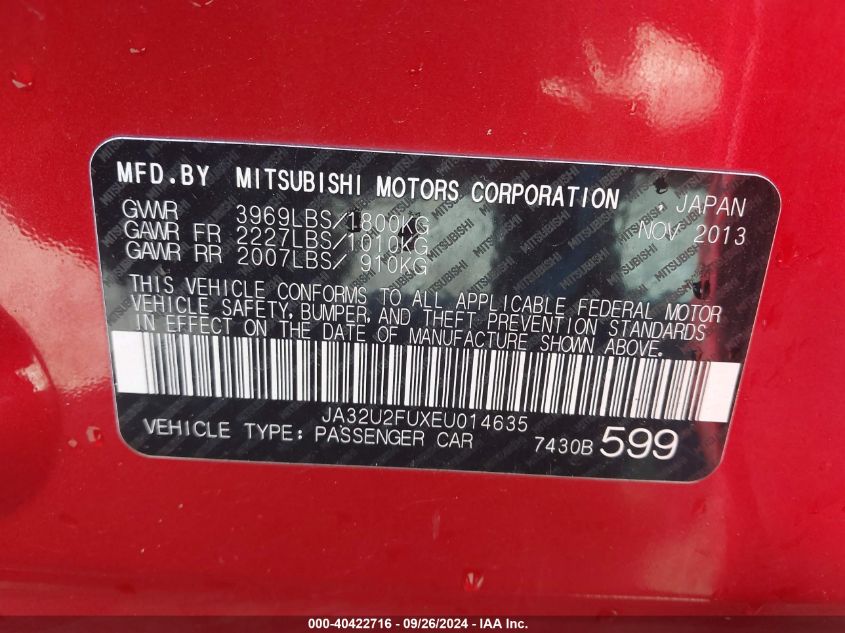 MFD.BY MITSUBISHI MOTORS CORPORATION JAPAN
GVWR 3969LBS/1800KG NOV 2013
GAWR FR 2227LBS/1010KG
GAWR RR 2007LBS/ 910KG
THIS VEHICLE CONFORMS TO ALL APPLICABLE FEDERAL MOTOR
VEHICLE SAFETY, BUMPER, AND THEFT PREVENTION STANDARDS
IN EFFECT ON THE DATE OF MANUFACTURE SHOWN ABOVE.
JA32U2FUXEU014635
VEHICLE TYPE: PASSENGER CAR 7430B 599
000-40422716 - 09/26/2024 - IAA Inc.